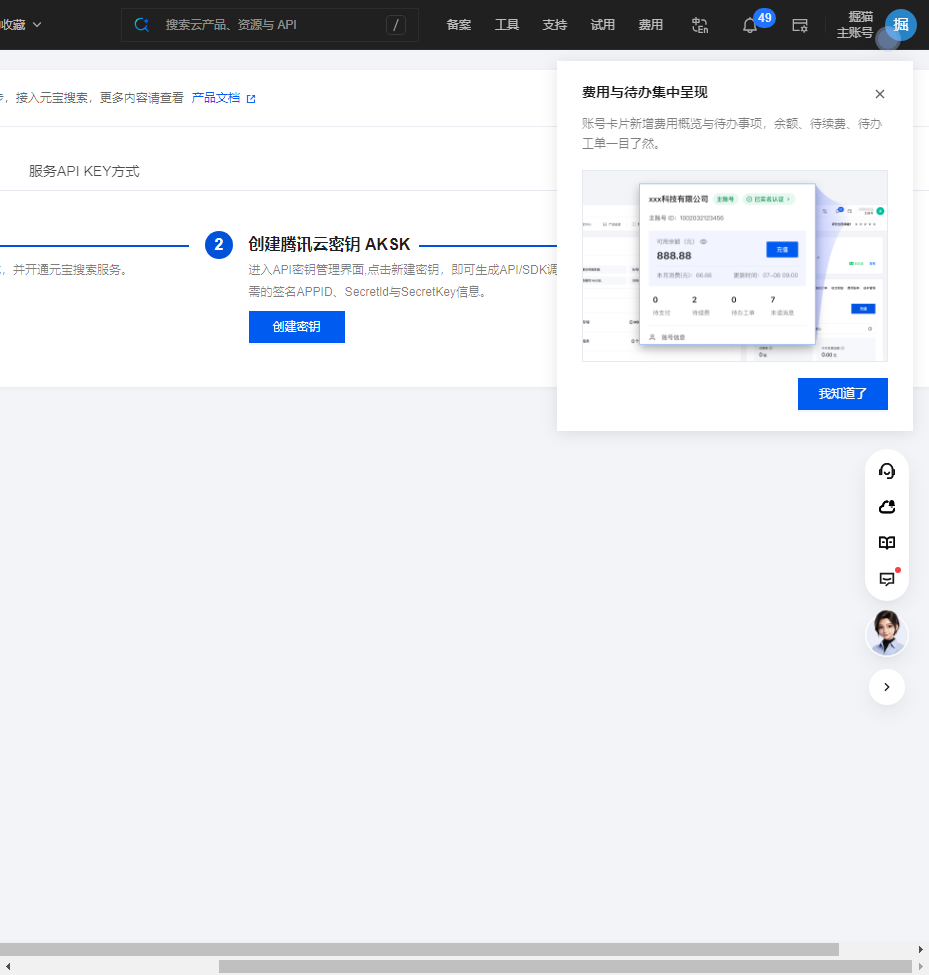 收藏
搜索云产品、资源与 API
/
备案
工具
支持
试用
费用
En
49
掘猫
主账号
掘
费用与待办集中呈现
账号卡片新增费用概览与待办事项，余额、待续费、待办
工单一目了然。
xxx科技有限公司 主账号 已实名认证
主账号 ID：1002032123456
可用余额（元）
888.88
充值
本月消费(元)：66.66 更新时间：07-08 09:00
0 2 0 7
待支付 待续费 待办工单 未读消息
账号信息
我知道了
，接入元宝搜索，更多内容请查看 产品文档
服务API KEY方式
，并开通元宝搜索服务。
2
创建腾讯云密钥 AKSK
进入API密钥管理界面,点击新建密钥，即可生成API/SDK调
需的签名APPID、SecretId与SecretKey信息。
创建密钥